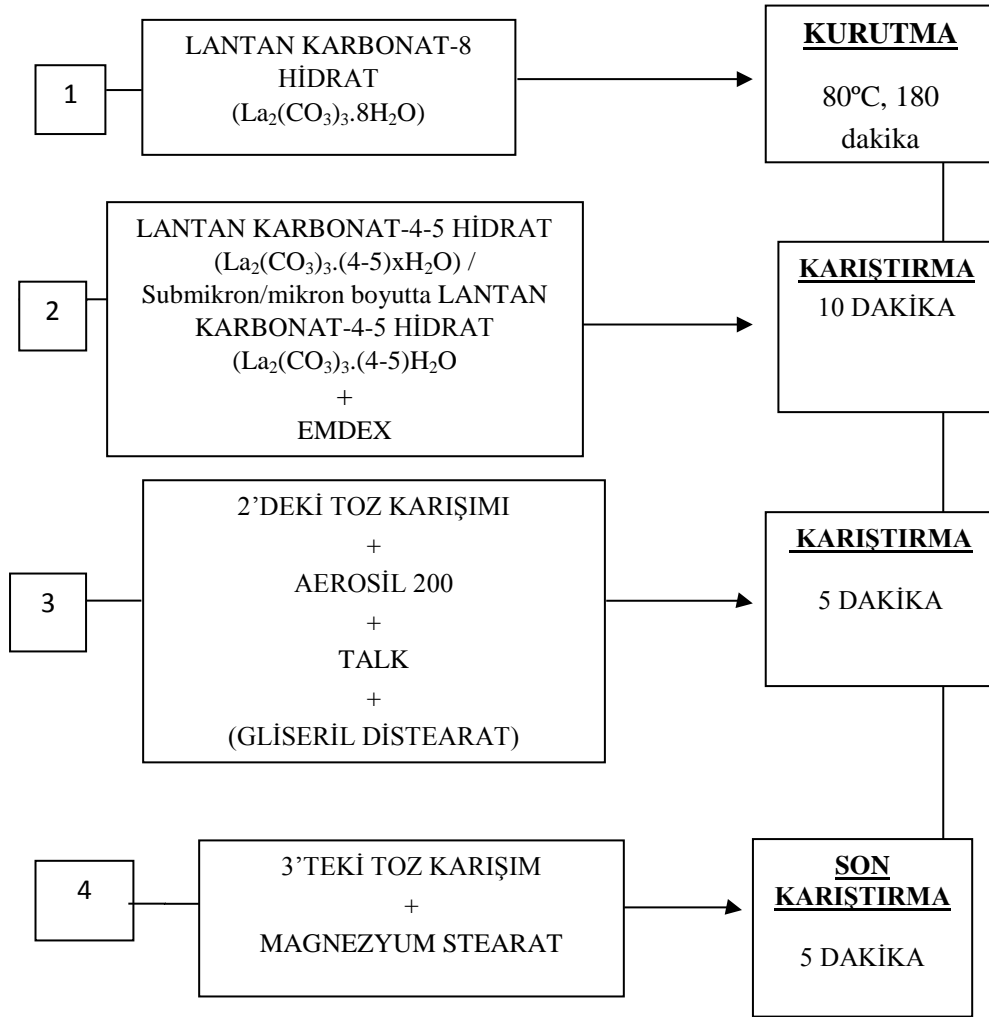 1
LANTAN KARBONAT-8
HİDRAT
(La₂(CO₃)₃.8H₂O)
KURUTMA
80ºC, 180
dakika
2
LANTAN KARBONAT-4-5 HİDRAT
(La₂(CO₃)₃.(4-5)xH₂O) /
Submikron/mikron boyutta LANTAN
KARBONAT-4-5 HİDRAT
(La₂(CO₃)₃.(4-5)H₂O
+
EMDEX
KARIŞTIRMA
10 DAKİKA
3
2’DEKİ TOZ KARIŞIMI
+
AEROSİL 200
+
TALK
+
(GLİSERİL DİSTEARAT)
KARIŞTIRMA
5 DAKİKA
4
3’TEKİ TOZ KARIŞIM
+
MAGNEZYUM STEARAT
SON
KARIŞTIRMA
5 DAKİKA